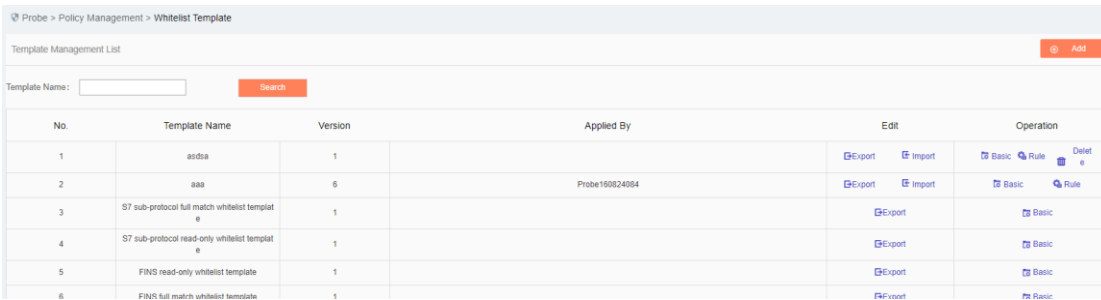 Probe > Policy Management > Whitelist Template
Template Management List
Add
Template Name:
Search
No. Template Name Version Applied By Edit Operation
1 asdsa 1 Export Import Basic Rule Delet
e
2 aaa 6 Probe160824084 Export Import Basic Rule
3 S7 sub-protocol full match whitelist templat
e 1 Export Basic
4 S7 sub-protocol read-only whitelist templat
e 1 Export Basic
5 FINS read-only whitelist template 1 Export Basic
6 FINS full match whitelist template 1 Export Basic